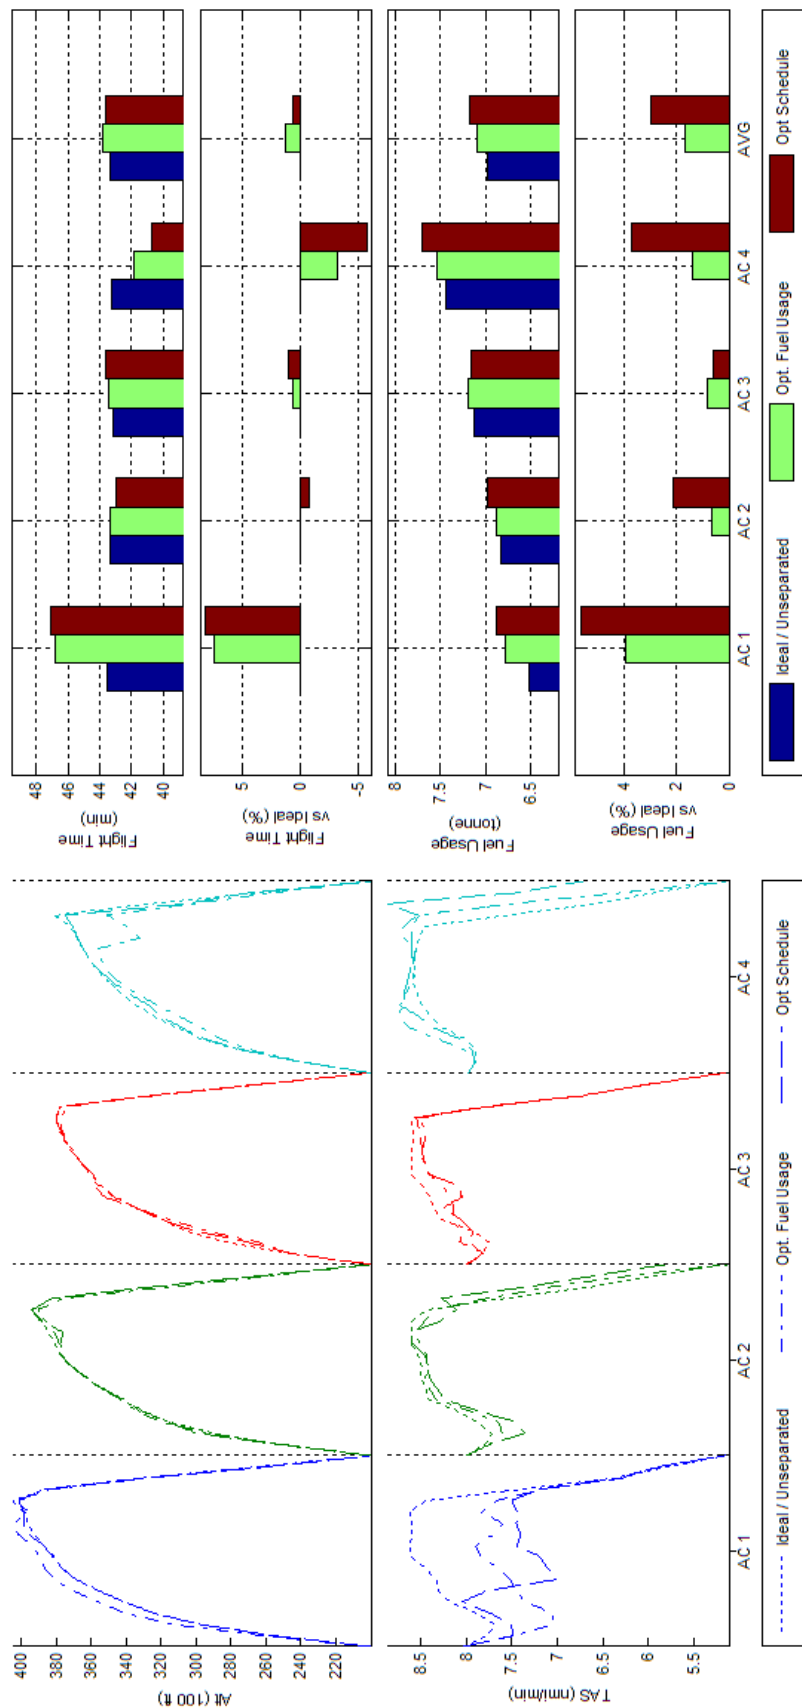 400
380
360
340
320
300
280
260
240
220
Alt (100 ft)
8.5
8
7.5
7
6.5
6
5.5
TAS (nm/min)
AC 1 AC 2 AC 3 AC 4
Ideal / Unseparated Opt. Fuel Usage Opt Schedule
48
46
44
42
40
Flight Time
(min)
5
0
-5
Flight Time
vs Ideal (%)
8
7.5
7
6.5
Fuel Usage
(tonne)
4
2
0
Fuel Usage
vs Ideal (%)
AC 1 AC 2 AC 3 AC 4 AVG
Ideal / Unseparated Opt. Fuel Usage Opt Schedule